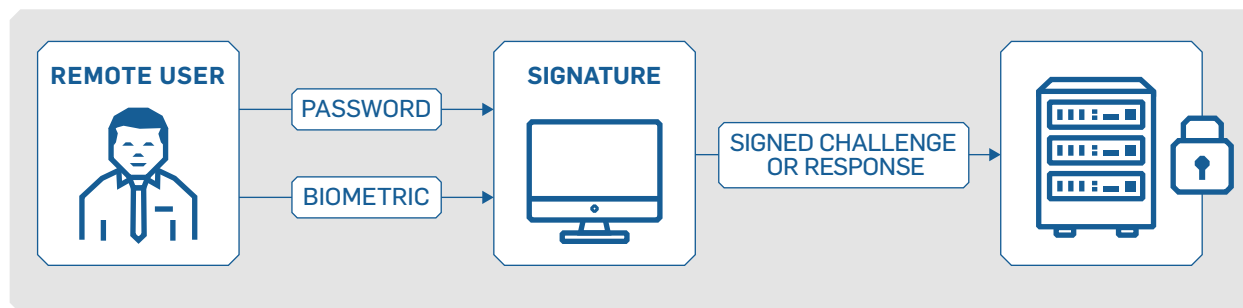 REMOTE USER
PASSWORD
BIOMETRIC
SIGNATURE
SIGNED CHALLENGE
OR RESPONSE